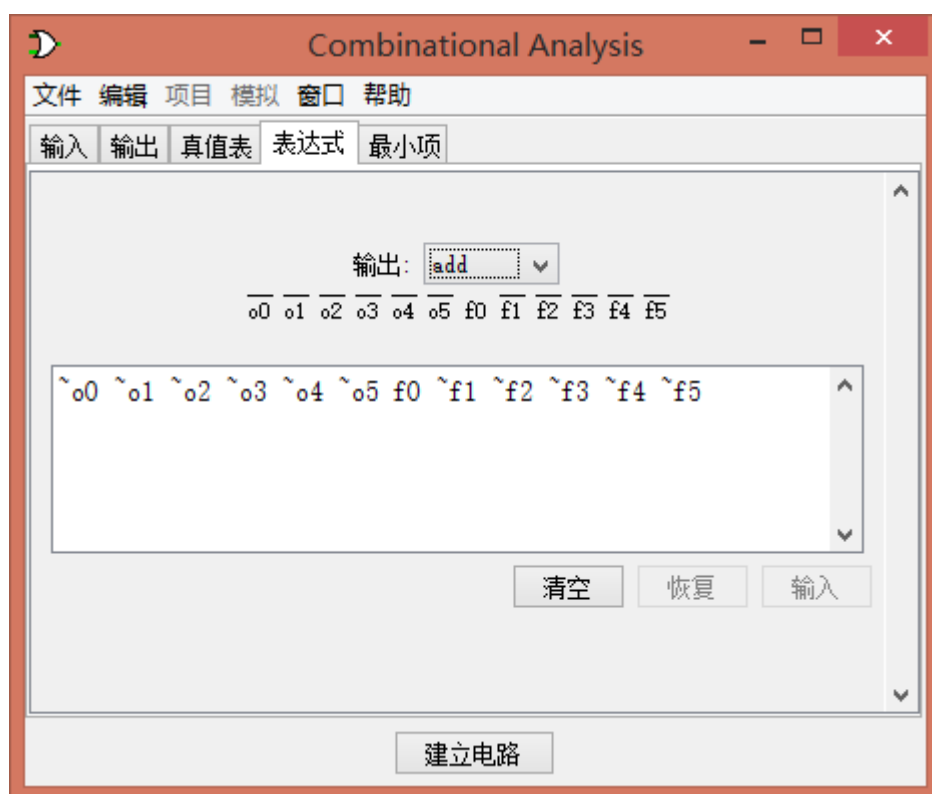 Combinational Analysis
文件 编辑 项目 模拟 窗口 帮助
输入 输出 真值表 表达式 最小项
输出: add
o0 o1 o2 o3 o4 o5 f0 f1 f2 f3 f4 f5
~o0 ~o1 ~o2 ~o3 ~o4 ~o5 f0 ~f1 ~f2 ~f3 ~f4 ~f5
清空 恢复 输入
建立电路